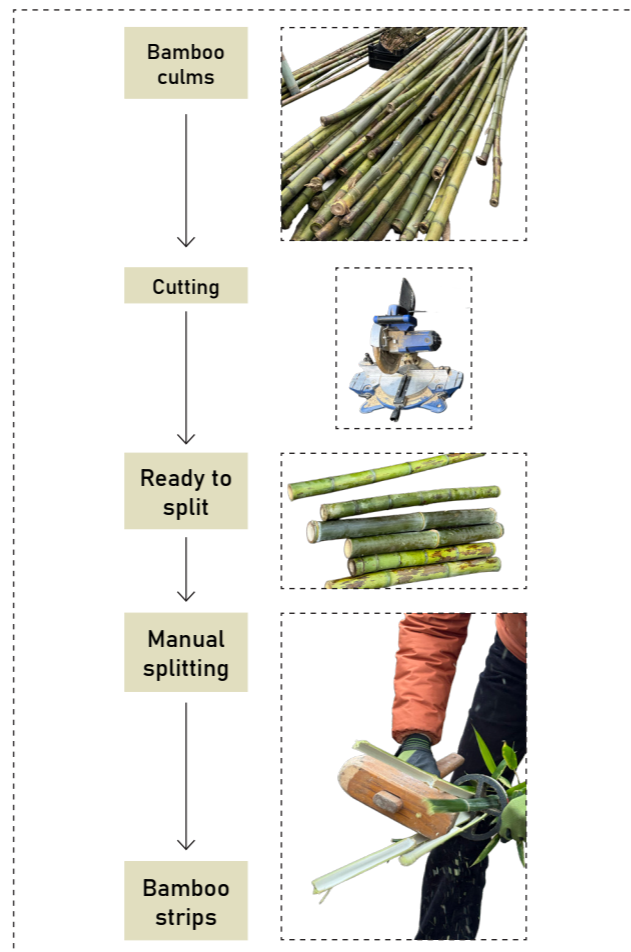 Bamboo
culms
Cutting
Ready to
split
Manual
splitting
Bamboo
strips